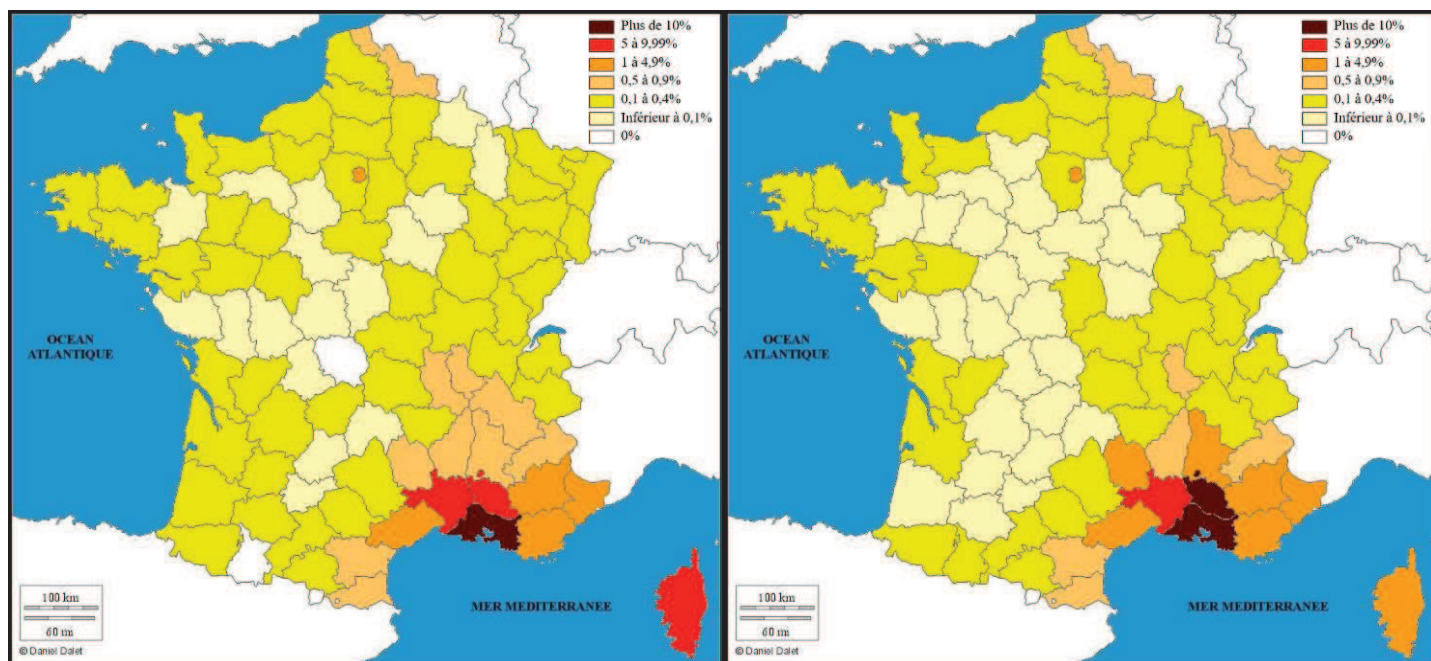 Plus de 10%
5 à 9,99%
1 à 4,9%
0,5 à 0,9%
0,1 à 0,4%
Inférieur à 0,1%
0%
OCEAN
ATLANTIQUE
MER MEDITERRANEE
100 km
60 mi
© Daniel Dalet
Plus de 10%
5 à 9,99%
1 à 4,9%
0,5 à 0,9%
0,1 à 0,4%
Inférieur à 0,1%
0%
OCEAN
ATLANTIQUE
MER MEDITERRANEE
100 km
60 mi
© Daniel Dalet